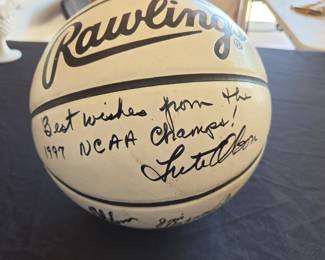 Rawlings
®
Best wishes from the
1997 NCAA Champs!
Lute Olson